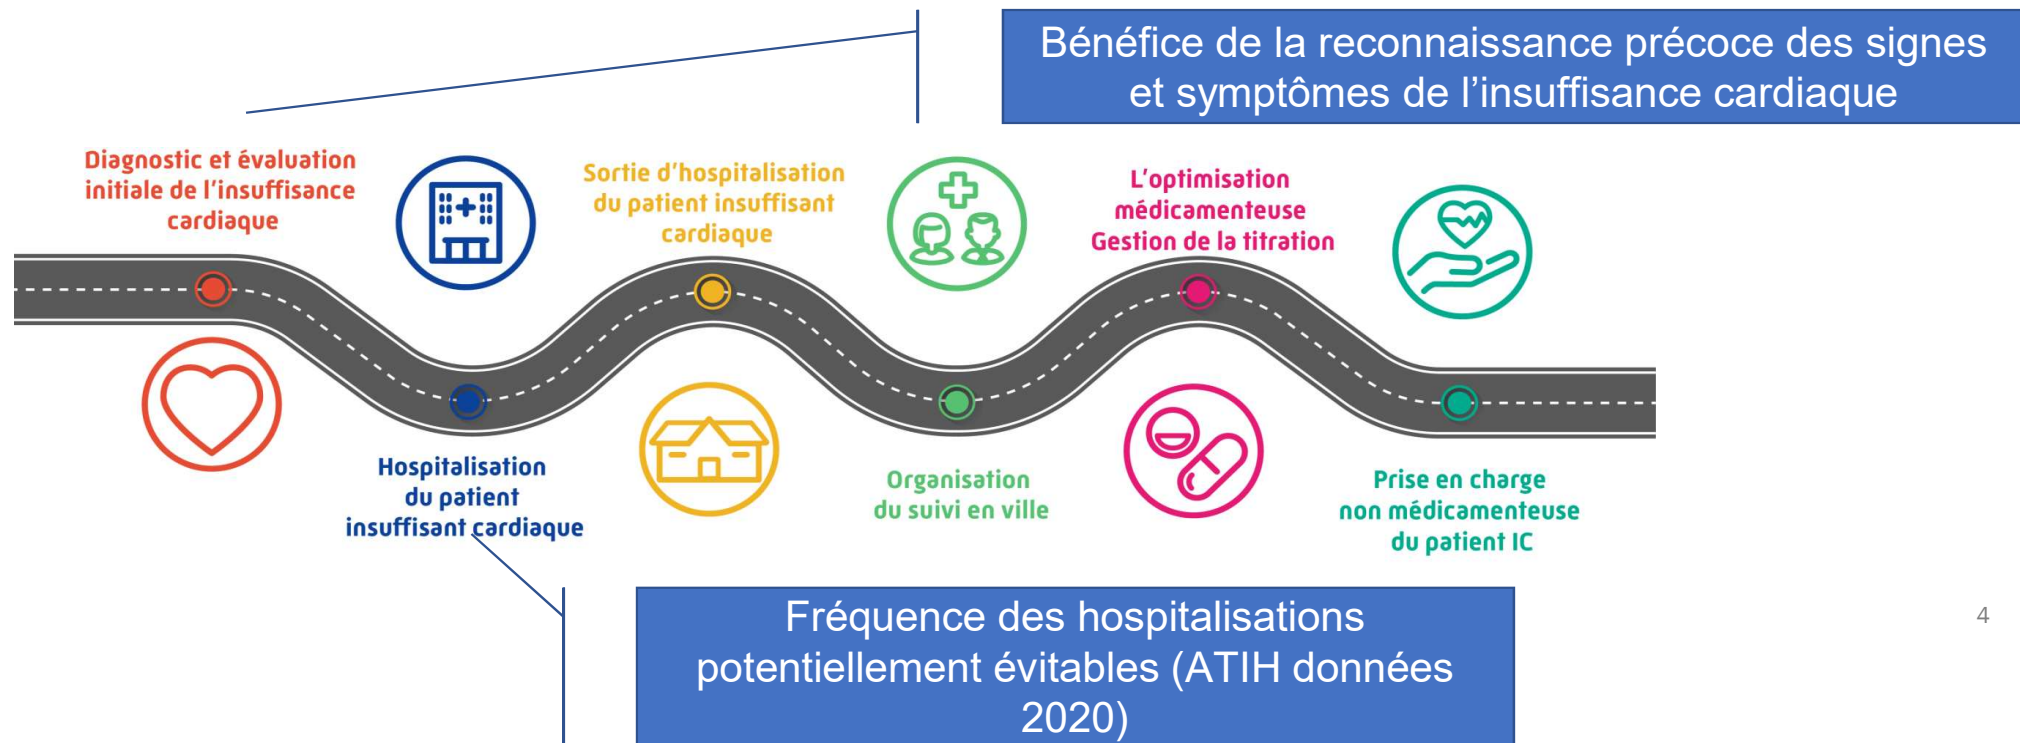 Bénéfice de la reconnaissance précoce des signes
et symptômes de l'insuffisance cardiaque
Diagnostic et évaluation
initiale de l'insuffisance
cardiaque
Sortie d'hospitalisation
du patient insuffisant
cardiaque
L'optimisation
médicamenteuse
Gestion de la titration
Hospitalisation
du patient
insuffisant cardiaque
Organisation
du suivi en ville
Prise en charge
non médicamenteuse
du patient IC
Fréquence des hospitalisations
potentiellement évitables (ATIH données
2020)
4